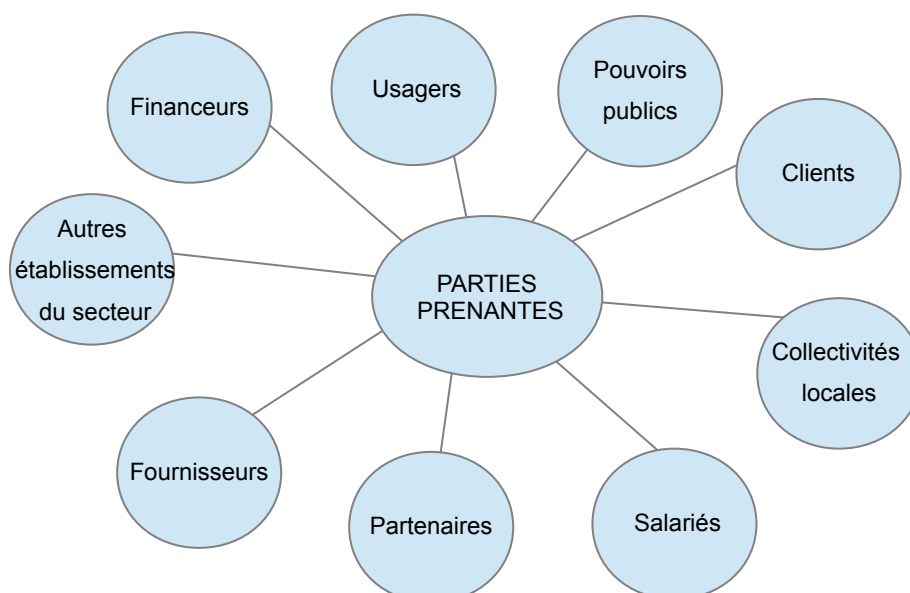 Financeurs
Usagers
Pouvoirs
publics
Clients
Autres
établissements
du secteur
PARTIES
PRENANTES
Collectivités
locales
Fournisseurs
Partenaires
Salariés